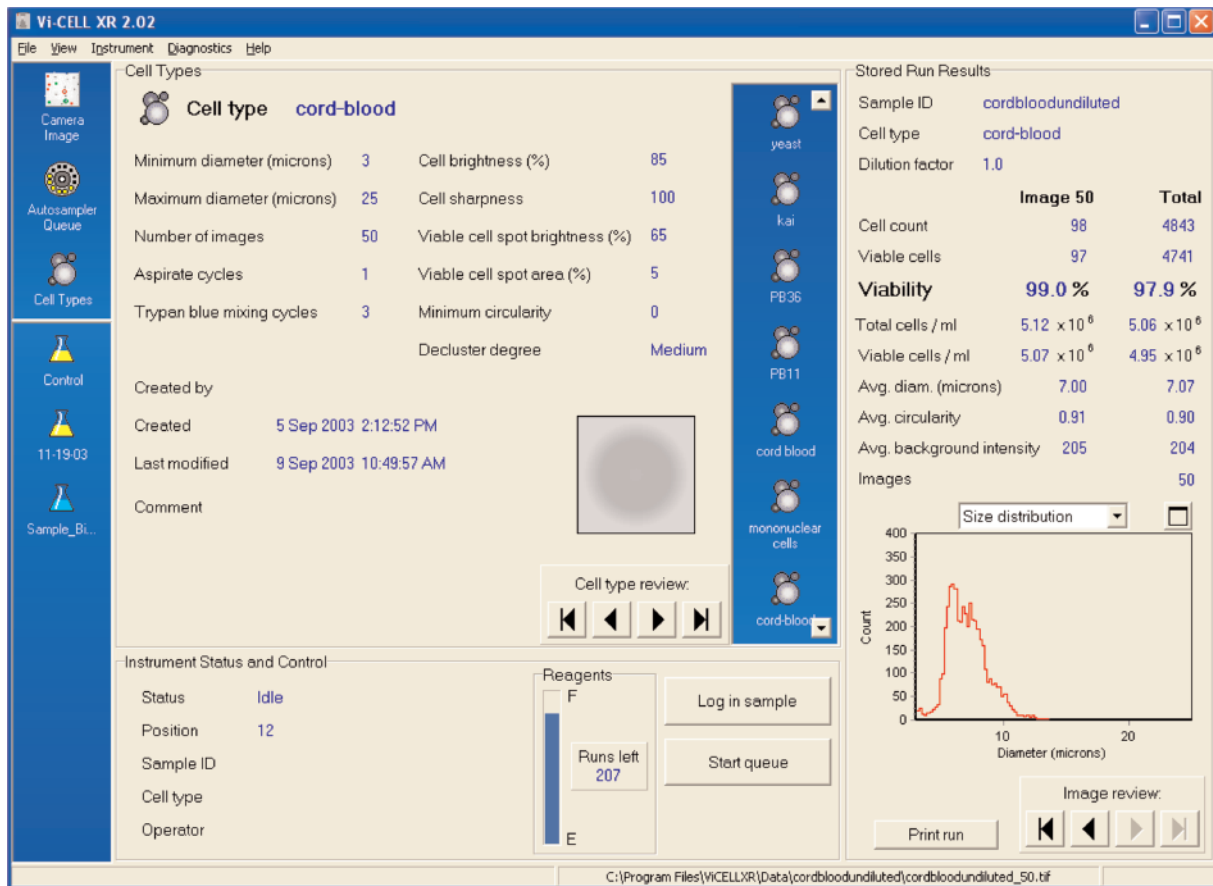 Vi-CELL XR 2.02
File View Instrument Diagnostics Help
Camera
Image
Autosampler
Queue
Cell Types
Control
11-19-03
Sample_Bi...
Cell Types
Cell type cord-blood
Minimum diameter (microns) 3 Cell brightness (%) 85
Maximum diameter (microns) 25 Cell sharpness 100
Number of images 50 Viable cell spot brightness (%) 65
Aspirate cycles 1 Viable cell spot area (%) 5
Trypan blue mixing cycles 3 Minimum circularity 0
Decluster degree Medium
Created by
Created 5 Sep 2003 2:12:52 PM
Last modified 9 Sep 2003 10:49:57 AM
Comment
Cell type review:
yeast
kai
PB36
PB11
cord blood
mononuclear
cells
cord-blood
Instrument Status and Control
Status Idle
Position 12
Sample ID
Cell type
Operator
Reagents
F
Runs left
207
E
Log in sample
Start queue
Stored Run Results
Sample ID cordbloodundiluted
Cell type cord-blood
Dilution factor 1.0
Image 50 Total
Cell count 98 4843
Viable cells 97 4741
Viability 99.0 % 97.9 %
Total cells / ml 5.12 x10⁶ 5.06 x10⁶
Viable cells / ml 5.07 x10⁶ 4.95 x10⁶
Avg. diam. (microns) 7.00 7.07
Avg. circularity 0.91 0.90
Avg. background intensity 205 204
Images 50
Size distribution
400
350
300
250
200
150
100
50
0
Count
10 20
Diameter (microns)
Image review:
Print run
C:\Program Files\ViCELLXR\Data\cordbloodundiluted\cordbloodundiluted_50.tif